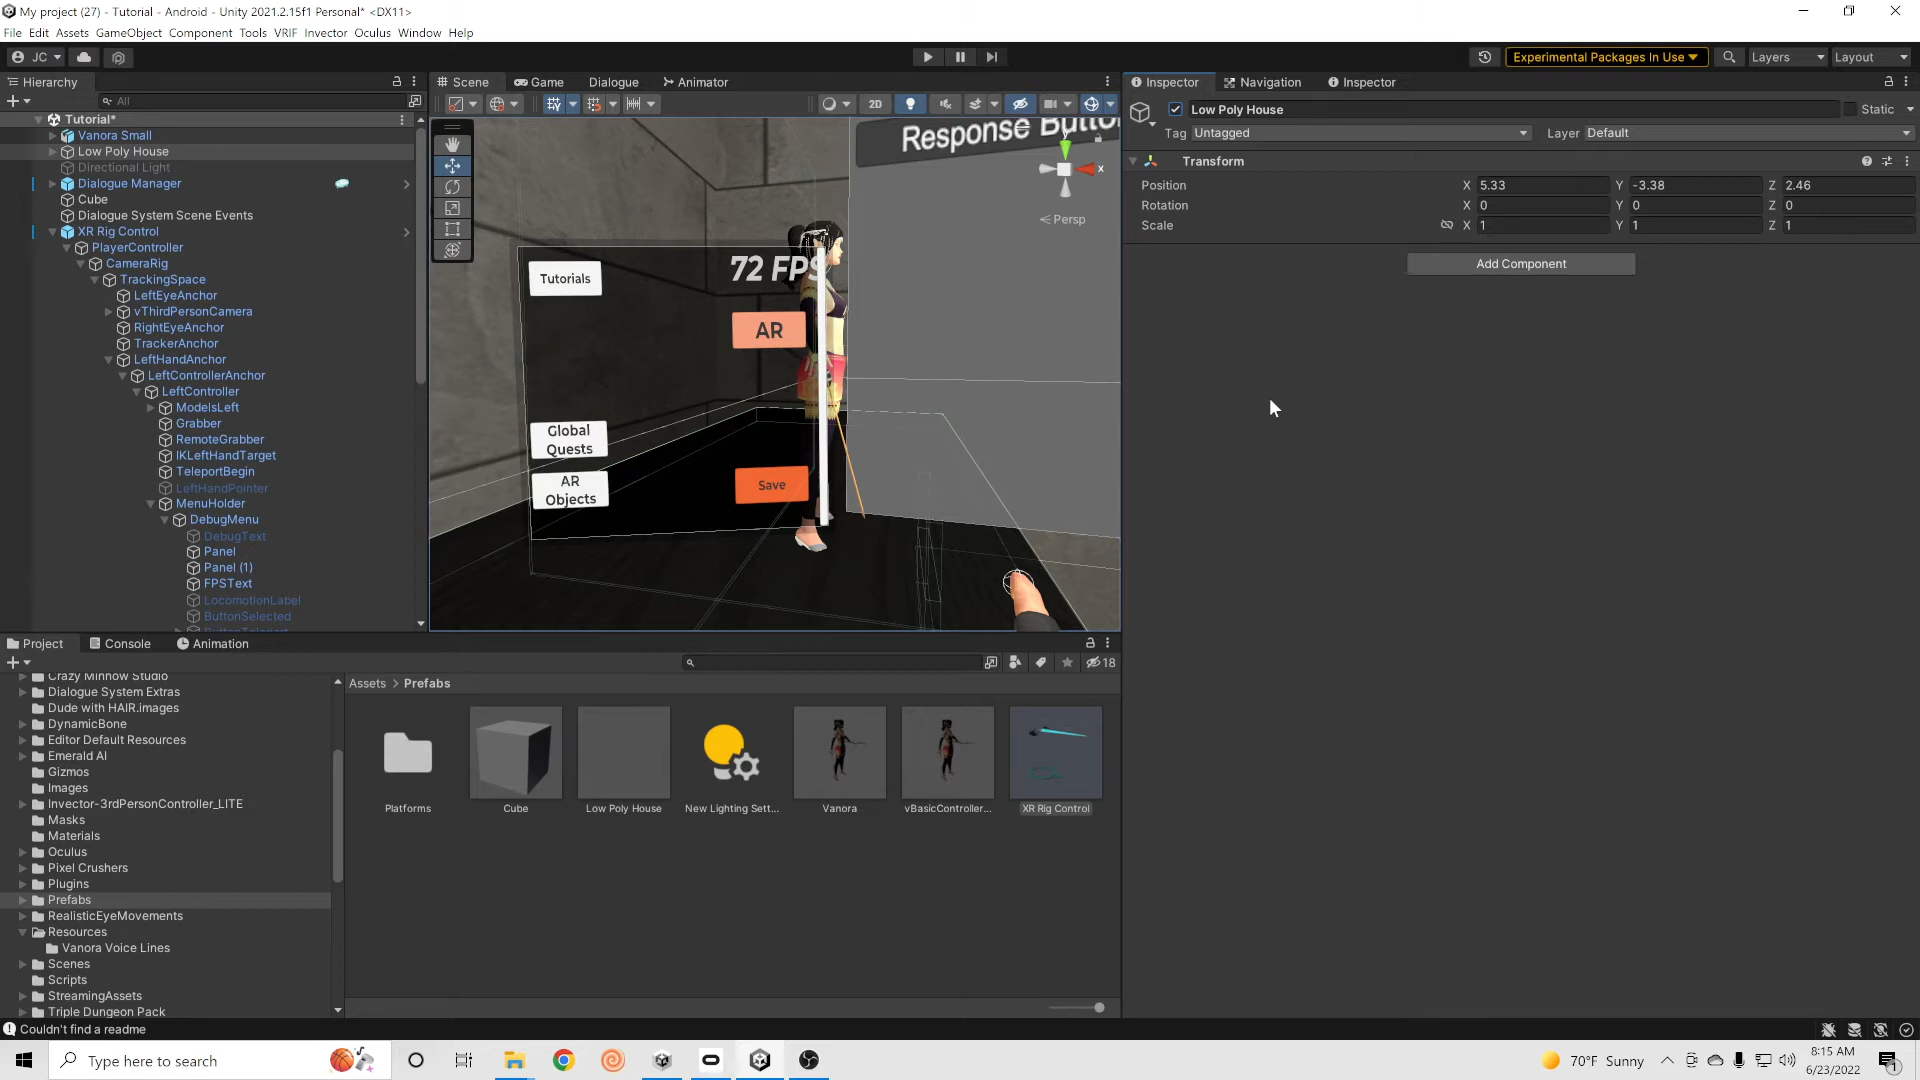 My project (27) - Tutorial - Android - Unity 2021.2.15f1 Personal* <DX11>
File Edit Assets GameObject Component Tools VRIF Invector Oculus Window Help
JC
Experimental Packages In Use
Layers
Layout
Hierarchy
All
Tutorial*
Vanora Small
Low Poly House
Directional Light
Dialogue Manager
Cube
Dialogue System Scene Events
XR Rig Control
PlayerController
CameraRig
TrackingSpace
LeftEyeAnchor
vThirdPersonCamera
RightEyeAnchor
TrackerAnchor
LeftHandAnchor
LeftControllerAnchor
LeftController
ModelsLeft
Grabber
RemoteGrabber
IKLeftHandTarget
TeleportBegin
LeftHandPointer
MenuHolder
DebugMenu
DebugText
Panel
Panel (1)
FPSText
LocomotionLabel
ButtonSelected
Scene
Game
Dialogue
Animator
2D
Response Butto
y
x
Persp
Tutorials
72 FPS
AR
Global
Quests
AR
Objects
Save
Inspector
Navigation
Inspector
Low Poly House
Static
Tag Untagged
Layer Default
Transform
Position X 5.33 Y -3.38 Z 2.46
Rotation X 0 Y 0 Z 0
Scale X 1 Y 1 Z 1
Add Component
Project
Console
Animation
18
Crazy Minnow Studio
Dialogue System Extras
Dude with HAIR.images
DynamicBone
Editor Default Resources
Emerald AI
Gizmos
Images
Invector-3rdPersonController_LITE
Masks
Materials
Oculus
Pixel Crushers
Plugins
Prefabs
RealisticEyeMovements
Resources
Vanora Voice Lines
Scenes
Scripts
StreamingAssets
Triple Dungeon Pack
Assets > Prefabs
Platforms
Cube
Low Poly House
New Lighting Sett...
Vanora
vBasicController...
XR Rig Control
Couldn't find a readme
Type here to search
70°F Sunny
8:15 AM
6/23/2022
1